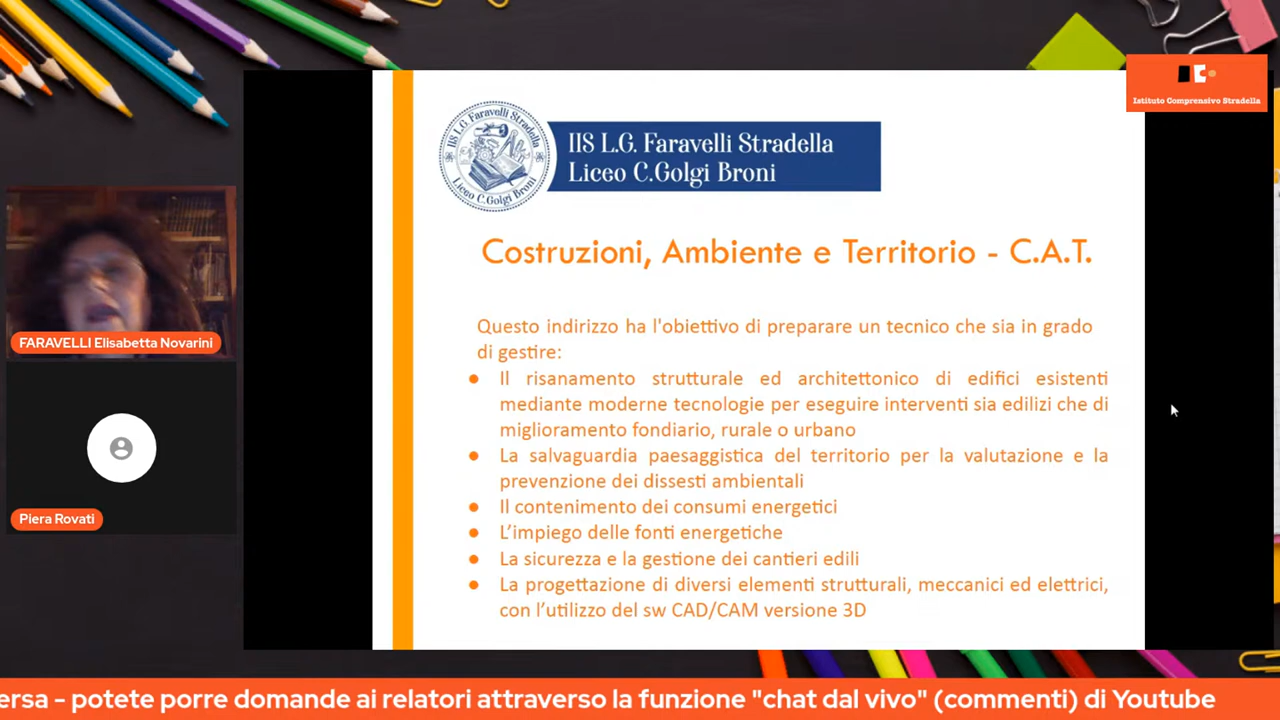 Istituto Comprensivo Stradella
IIS L.G. Faravelli Stradella
Liceo C.Golgi Broni
IIS L.G. Faravelli Stradella
Liceo C.Golgi Broni
Costruzioni, Ambiente e Territorio - C.A.T.
Questo indirizzo ha l'obiettivo di preparare un tecnico che sia in grado
di gestire:
● Il risanamento strutturale ed architettonico di edifici esistenti
mediante moderne tecnologie per eseguire interventi sia edilizi che di
miglioramento fondiario, rurale o urbano
● La salvaguardia paesaggistica del territorio per la valutazione e la
prevenzione dei dissesti ambientali
● Il contenimento dei consumi energetici
● L’impiego delle fonti energetiche
● La sicurezza e la gestione dei cantieri edili
● La progettazione di diversi elementi strutturali, meccanici ed elettrici,
con l’utilizzo del sw CAD/CAM versione 3D
FARAVELLI Elisabetta Novarini
Piera Rovati
ersa - potete porre domande ai relatori attraverso la funzione "chat dal vivo" (commenti) di Youtube